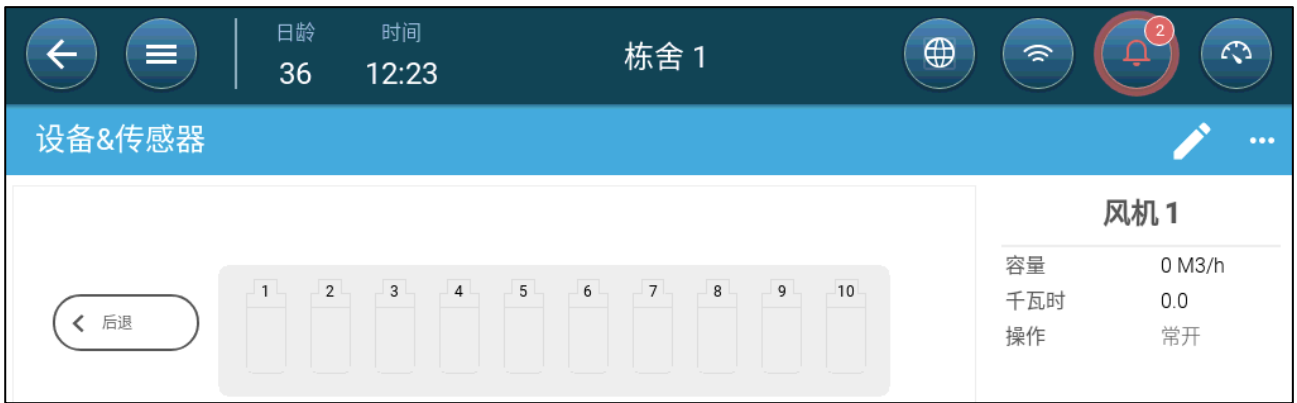 日龄 时间
36 12:23
栋舍 1
2
设备&传感器
风机 1
容量 0 M3/h
千瓦时 0.0
操作 常开
1 2 3 4 5 6 7 8 9 10
后退